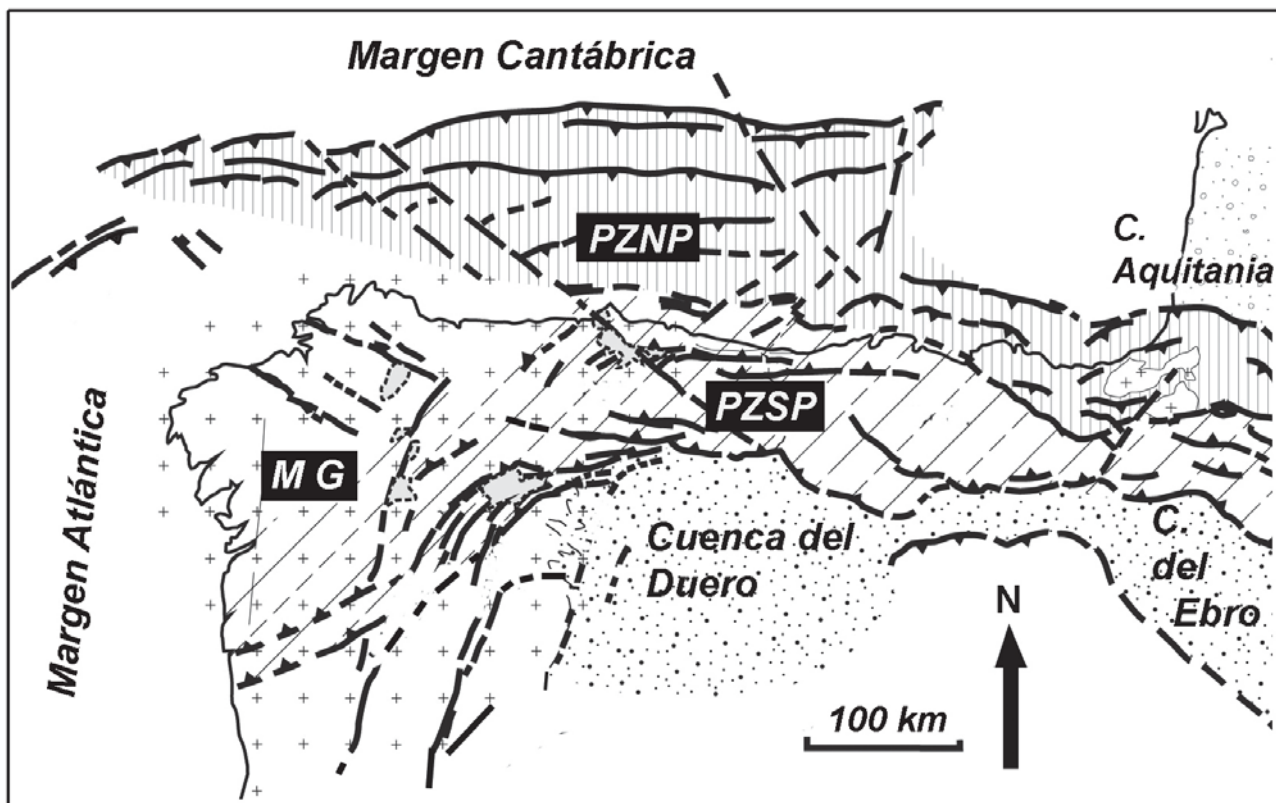 Margen Cantábrica
C.
Aquitania
PZNP
PZSP
M G
Margen Atlántica
Cuenca del
Duero
C.
del
Ebro
N
100 km